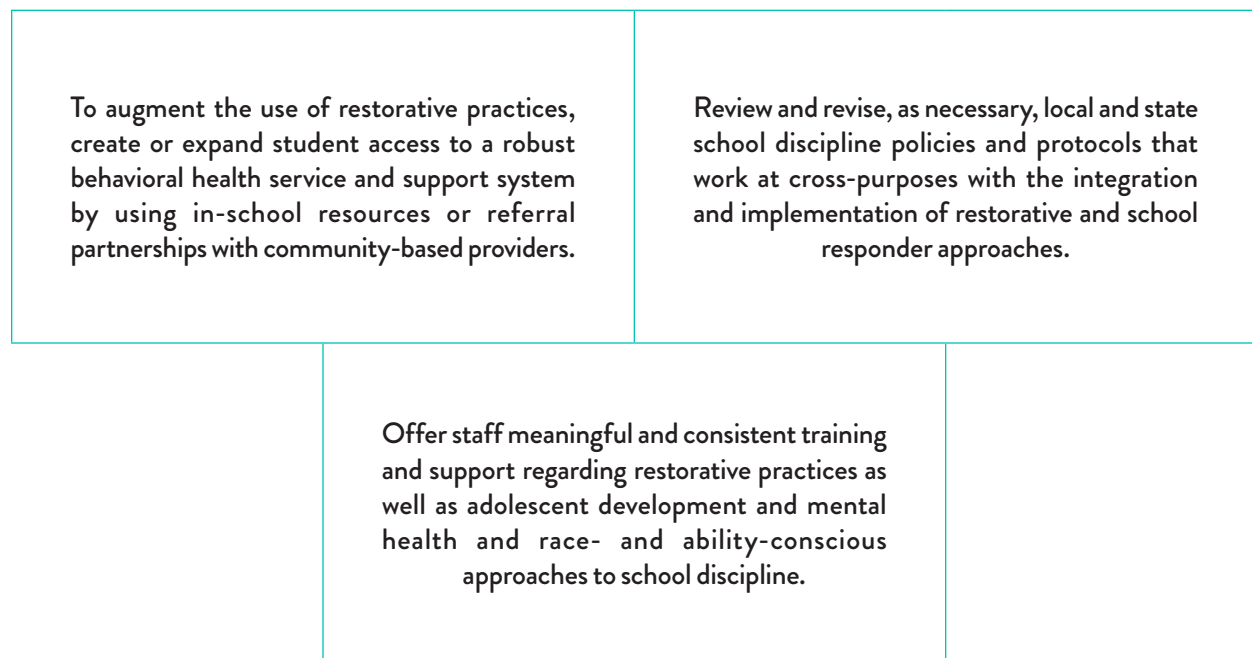 To augment the use of restorative practices,
create or expand student access to a robust
behavioral health service and support system
by using in-school resources or referral
partnerships with community-based providers.
Review and revise, as necessary, local and state
school discipline policies and protocols that
work at cross-purposes with the integration
and implementation of restorative and school
responder approaches.
Offer staff meaningful and consistent training
and support regarding restorative practices as
well as adolescent development and mental
health and race- and ability-conscious
approaches to school discipline.